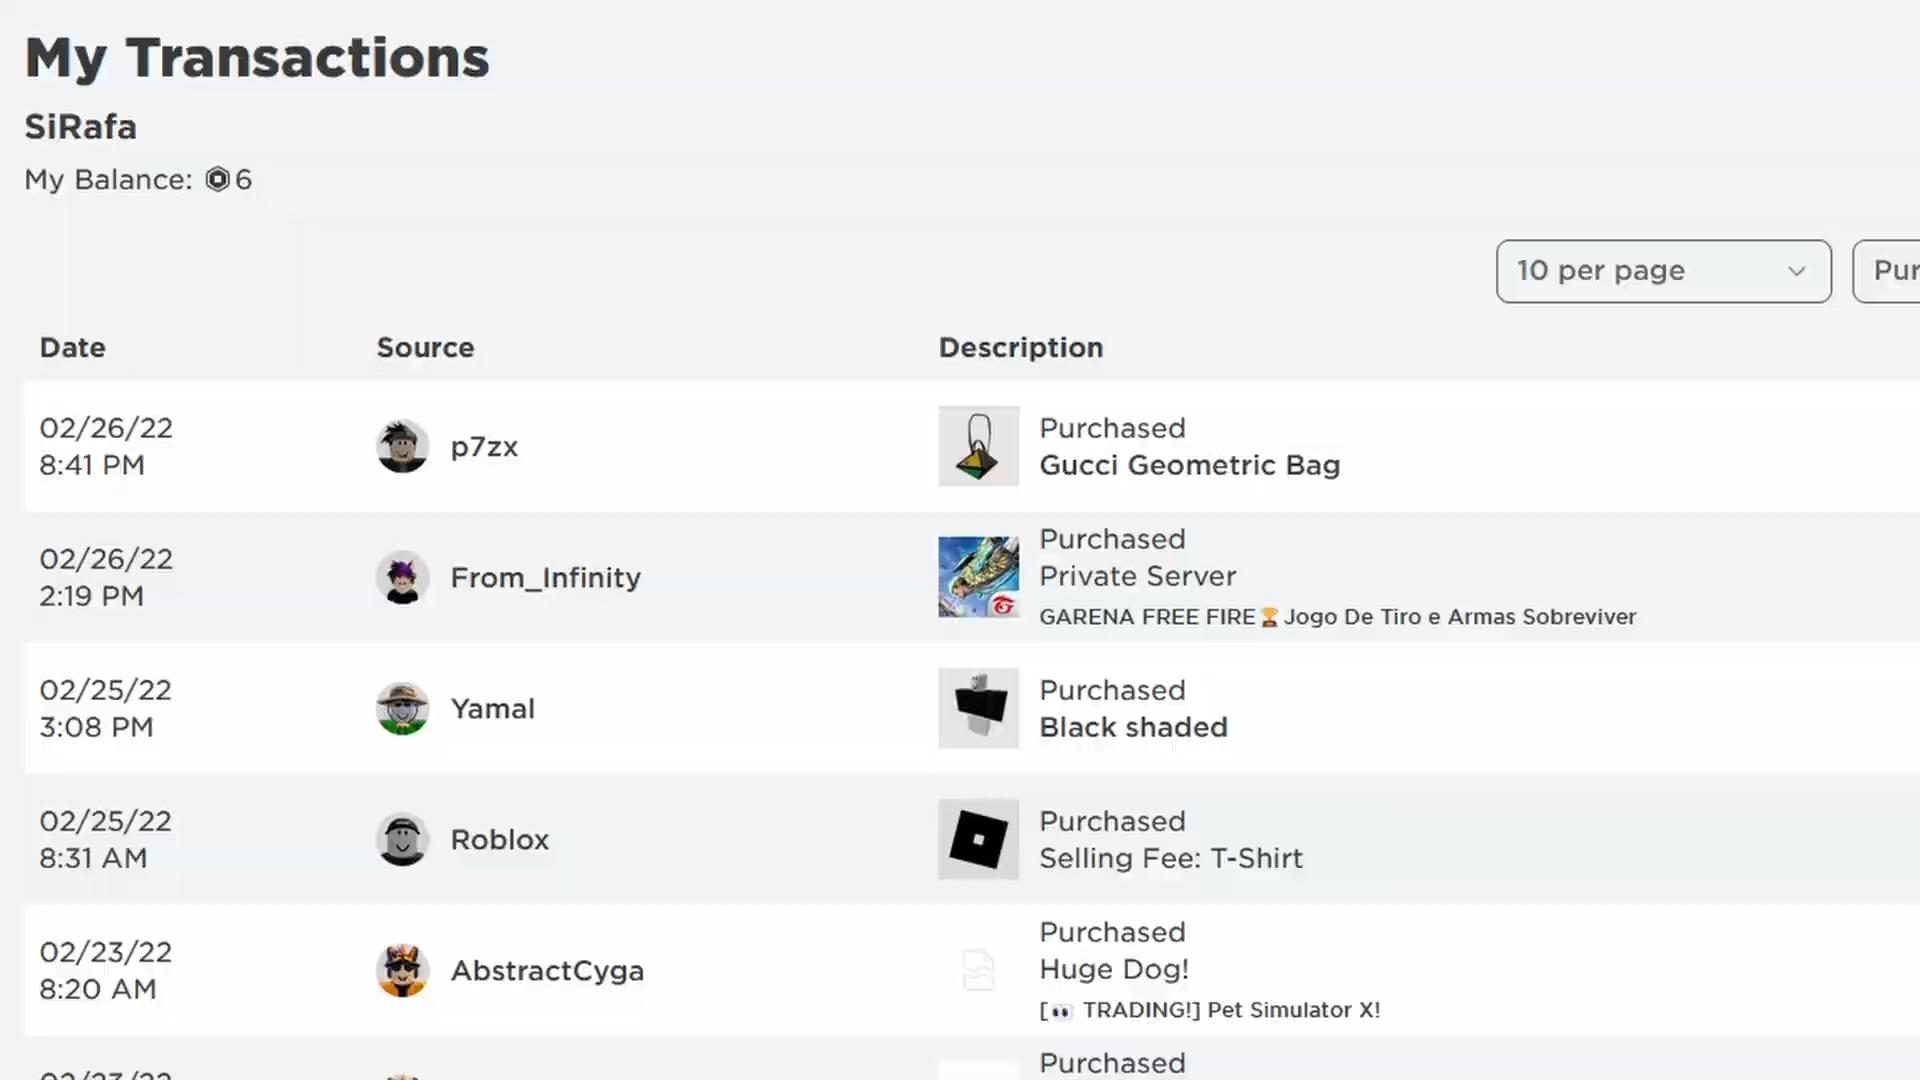 My Transactions
SiRafa
My Balance: 6
10 per page
Pur
Date Source Description
02/26/22
8:41 PM
p7zx
Purchased
Gucci Geometric Bag
02/26/22
2:19 PM
From_Infinity
Purchased
Private Server
GARENA FREE FIRE🏆Jogo De Tiro e Armas Sobreviver
02/25/22
3:08 PM
Yamal
Purchased
Black shaded
02/25/22
8:31 AM
Roblox
Purchased
Selling Fee: T-Shirt
02/23/22
8:20 AM
AbstractCyga
Purchased
Huge Dog!
[👀 TRADING!] Pet Simulator X!
Purchased